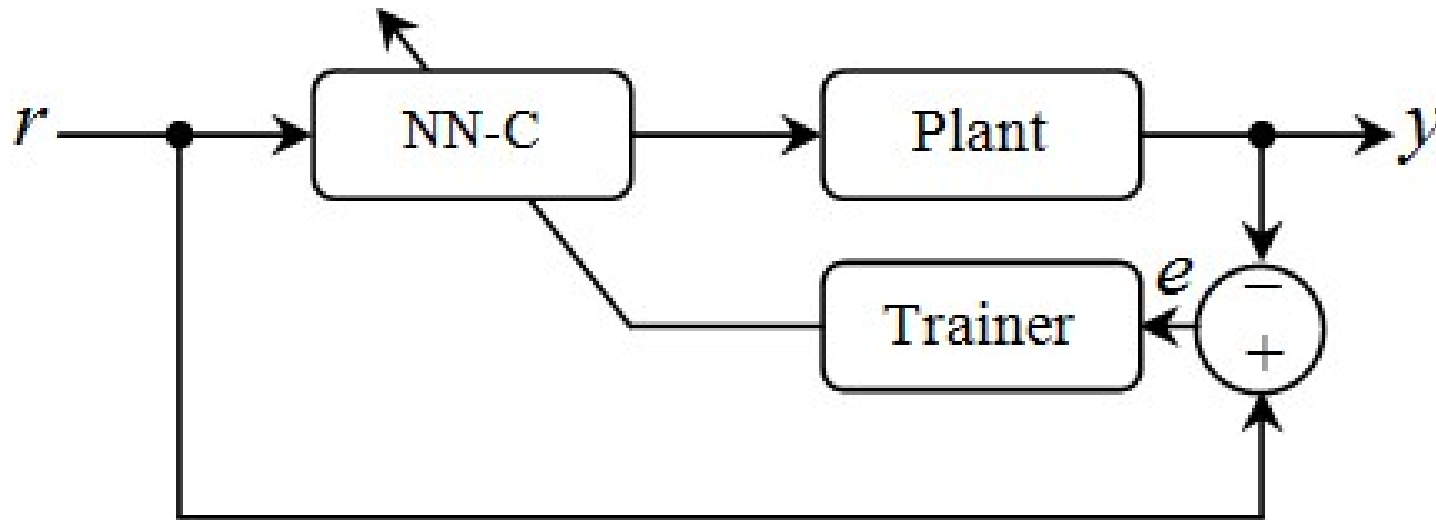 r NN-C Plant y
Trainer e −
+